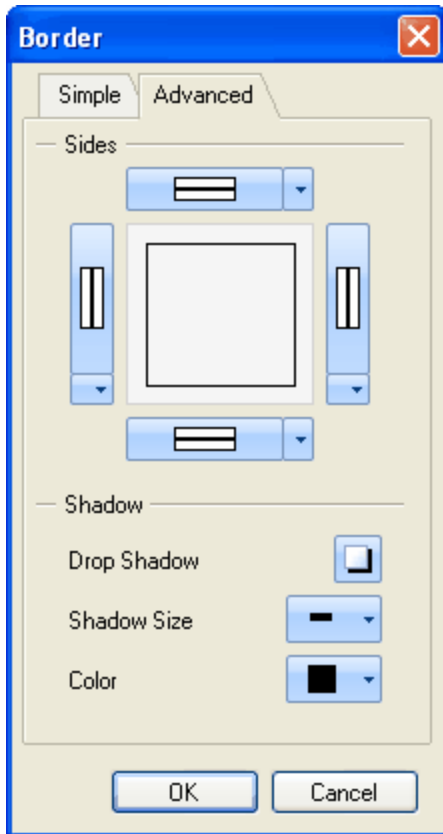 Border
Simple Advanced
Sides
Shadow
Drop Shadow
Shadow Size
Color
OK Cancel